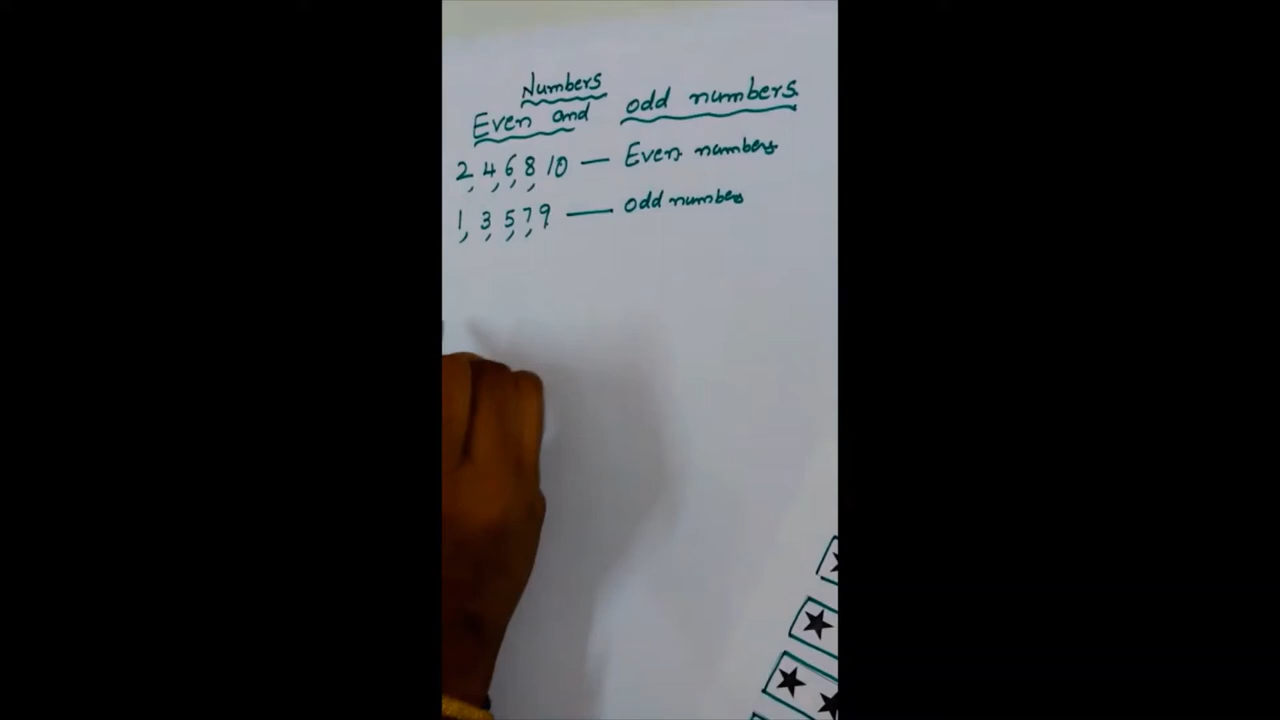 Numbers
Even and odd numbers.
2, 4, 6, 8, 10 — Even numbers
1, 3, 5, 7, 9 — odd numbers